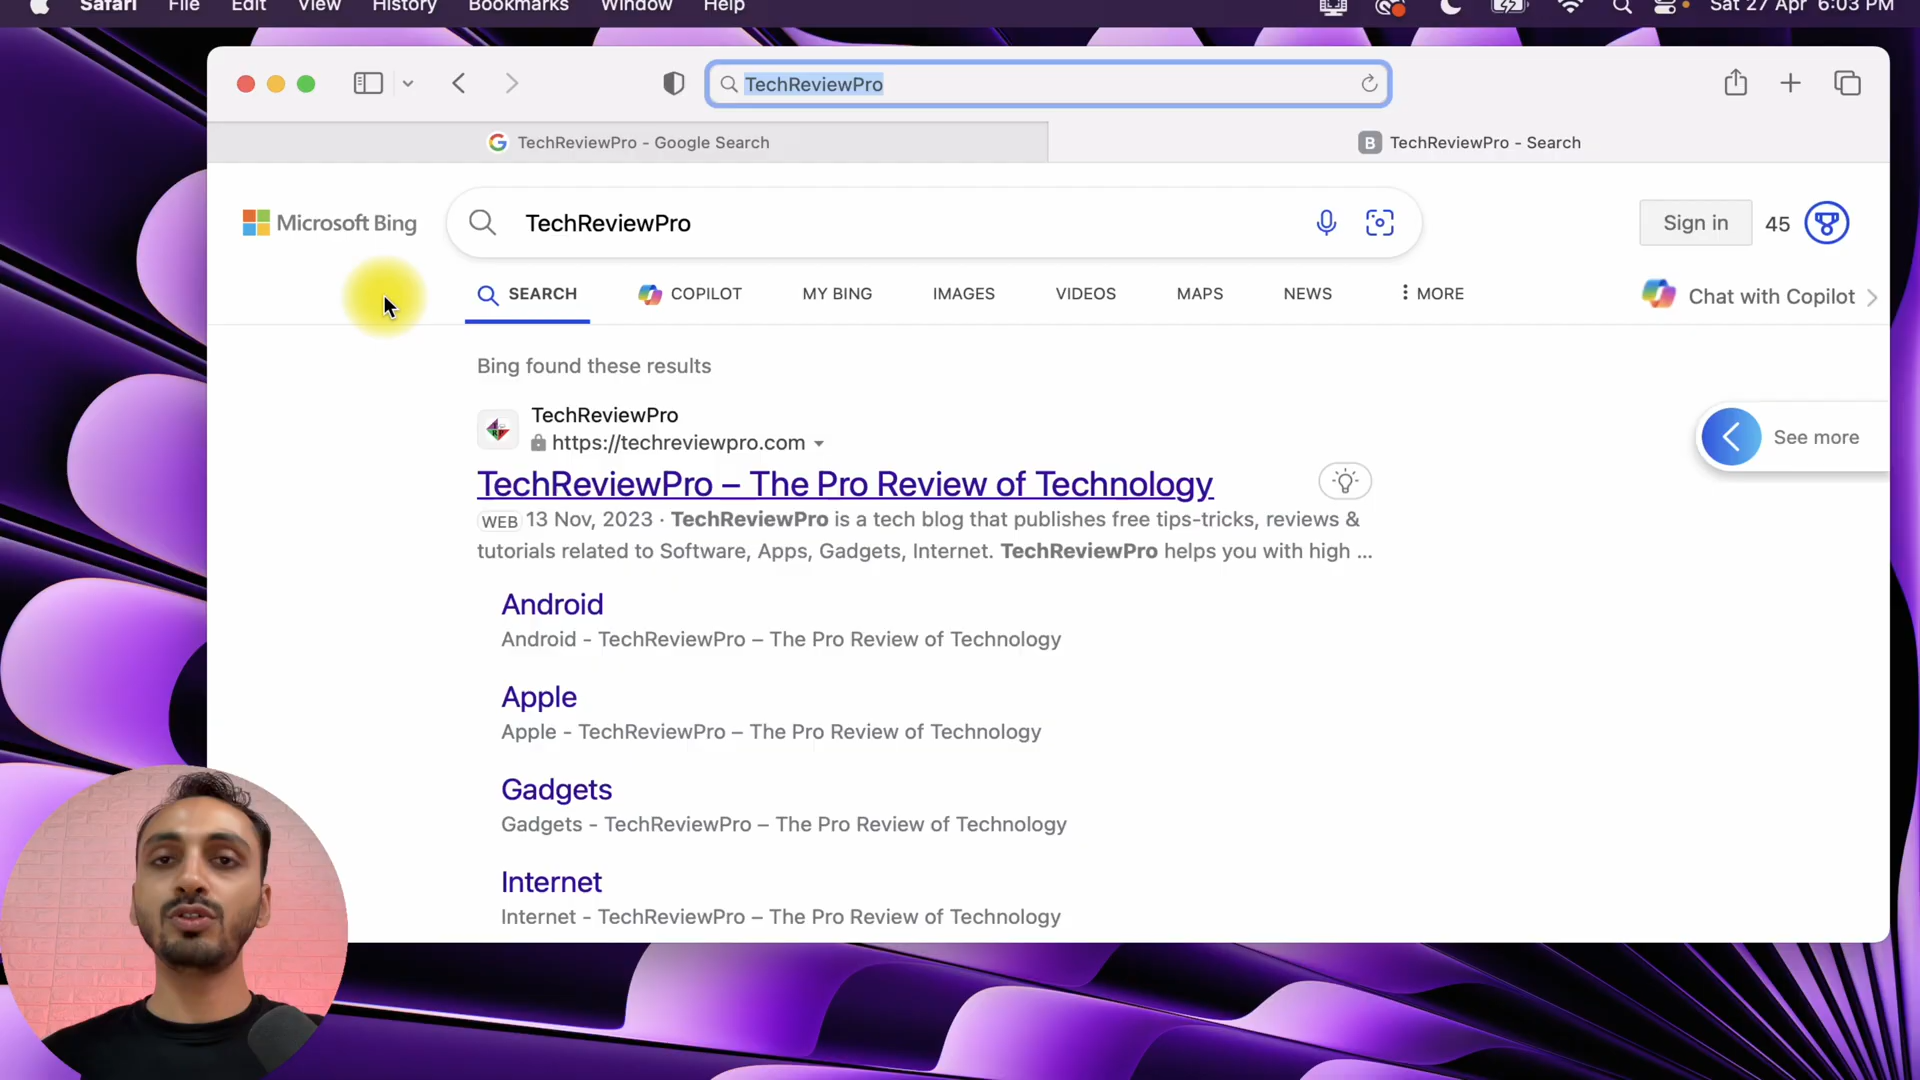 Safari File Edit View History Bookmarks Window Help Sat 27 Apr 6:03 PM
TechReviewPro
TechReviewPro - Google Search
B TechReviewPro - Search
Microsoft Bing
TechReviewPro
Sign in 45
SEARCH COPILOT MY BING IMAGES VIDEOS MAPS NEWS MORE
Chat with Copilot
Bing found these results
TechReviewPro
https://techreviewpro.com
See more
TechReviewPro – The Pro Review of Technology
WEB 13 Nov, 2023 · TechReviewPro is a tech blog that publishes free tips-tricks, reviews &
tutorials related to Software, Apps, Gadgets, Internet. TechReviewPro helps you with high ...
Android
Android - TechReviewPro – The Pro Review of Technology
Apple
Apple - TechReviewPro – The Pro Review of Technology
Gadgets
Gadgets - TechReviewPro – The Pro Review of Technology
Internet
Internet - TechReviewPro – The Pro Review of Technology